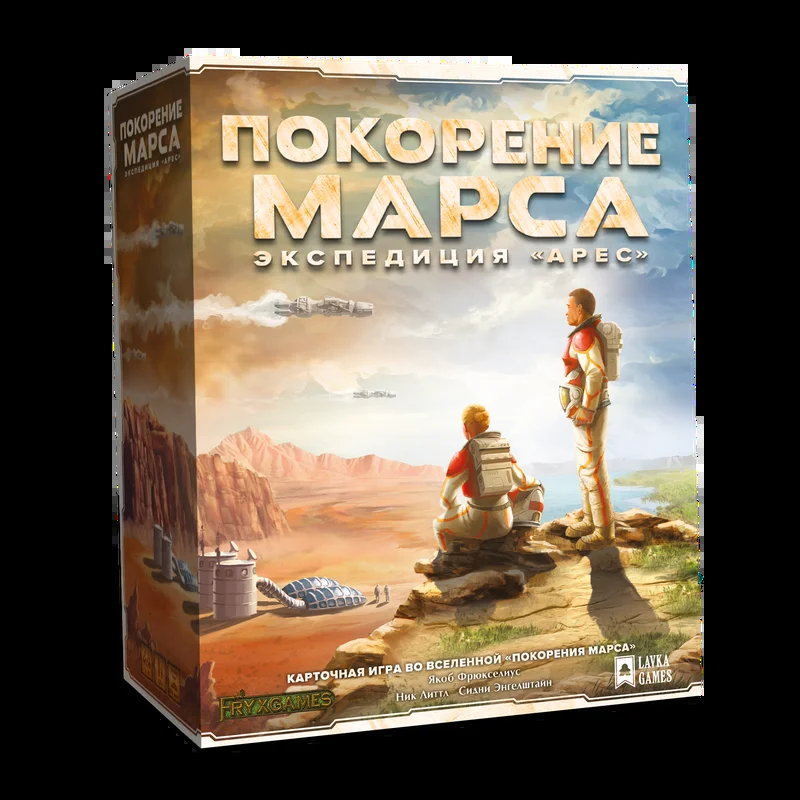 ПОКОРЕНИЕ
МАРСА
ЭКСПЕДИЦИЯ «АРЕС»
ПОКОРЕНИЕ
МАРСА
ЭКСПЕДИЦИЯ «АРЕС»
КАРТОЧНАЯ ИГРА ВО ВСЕЛЕННОЙ «ПОКОРЕНИЯ МАРСА»
Якоб Фрюкселиус
Ник Литтл Сидни Энгелштайн
FRYXGAMES
LAVKA
GAMES